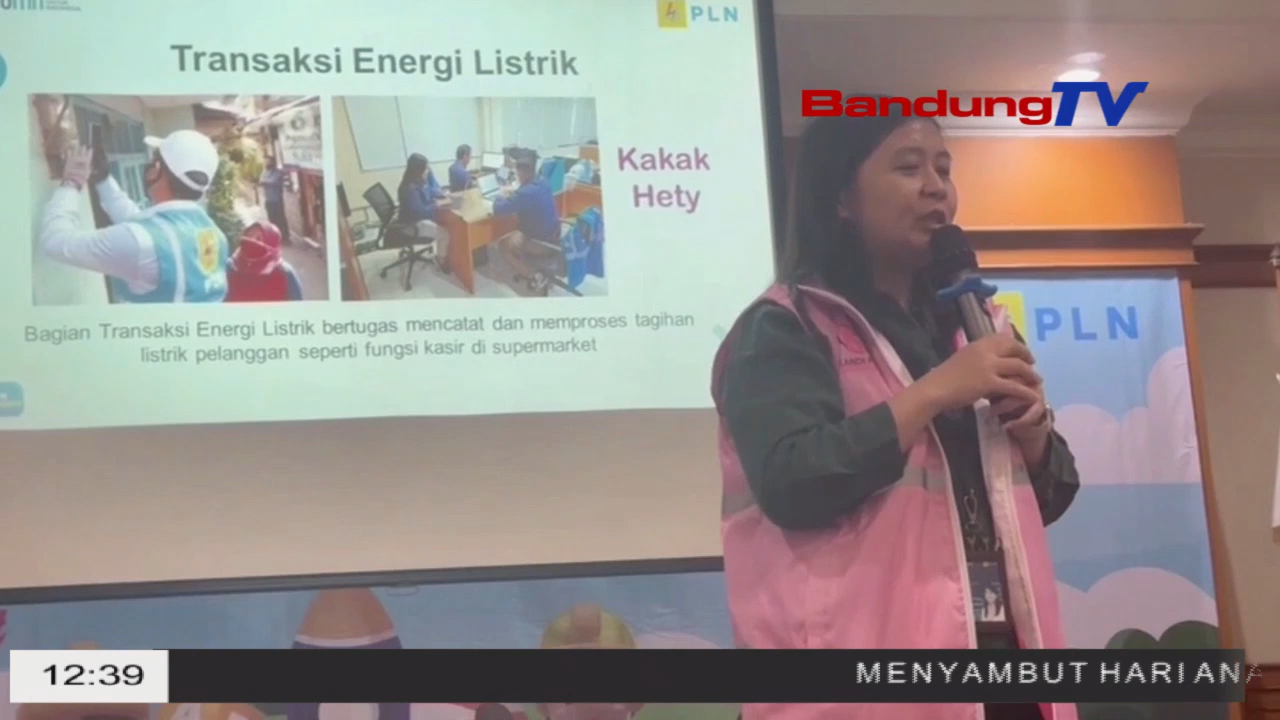 PLN
Transaksi Energi Listrik
BandungTV
Kakak
Hety
Bagian Transaksi Energi Listrik bertugas mencatat dan memproses tagihan
listrik pelanggan seperti fungsi kasir di supermarket
PLN
12:39
MENYAMBUT HARI ANA